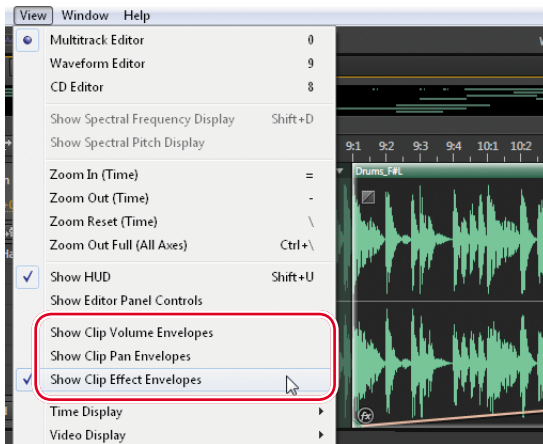 View Window Help
Multitrack Editor 0
Waveform Editor 9
CD Editor 8
Show Spectral Frequency Display Shift+D
Show Spectral Pitch Display
Zoom In (Time) =
Zoom Out (Time) -
Zoom Reset (Time) \
Zoom Out Full (All Axes) Ctrl+\
Show HUD Shift+U
Show Editor Panel Controls
Show Clip Volume Envelopes
Show Clip Pan Envelopes
Show Clip Effect Envelopes
Time Display
Video Display
9:1 9:2 9:3 9:4 10:1 10:2
Drums_F#L
fx